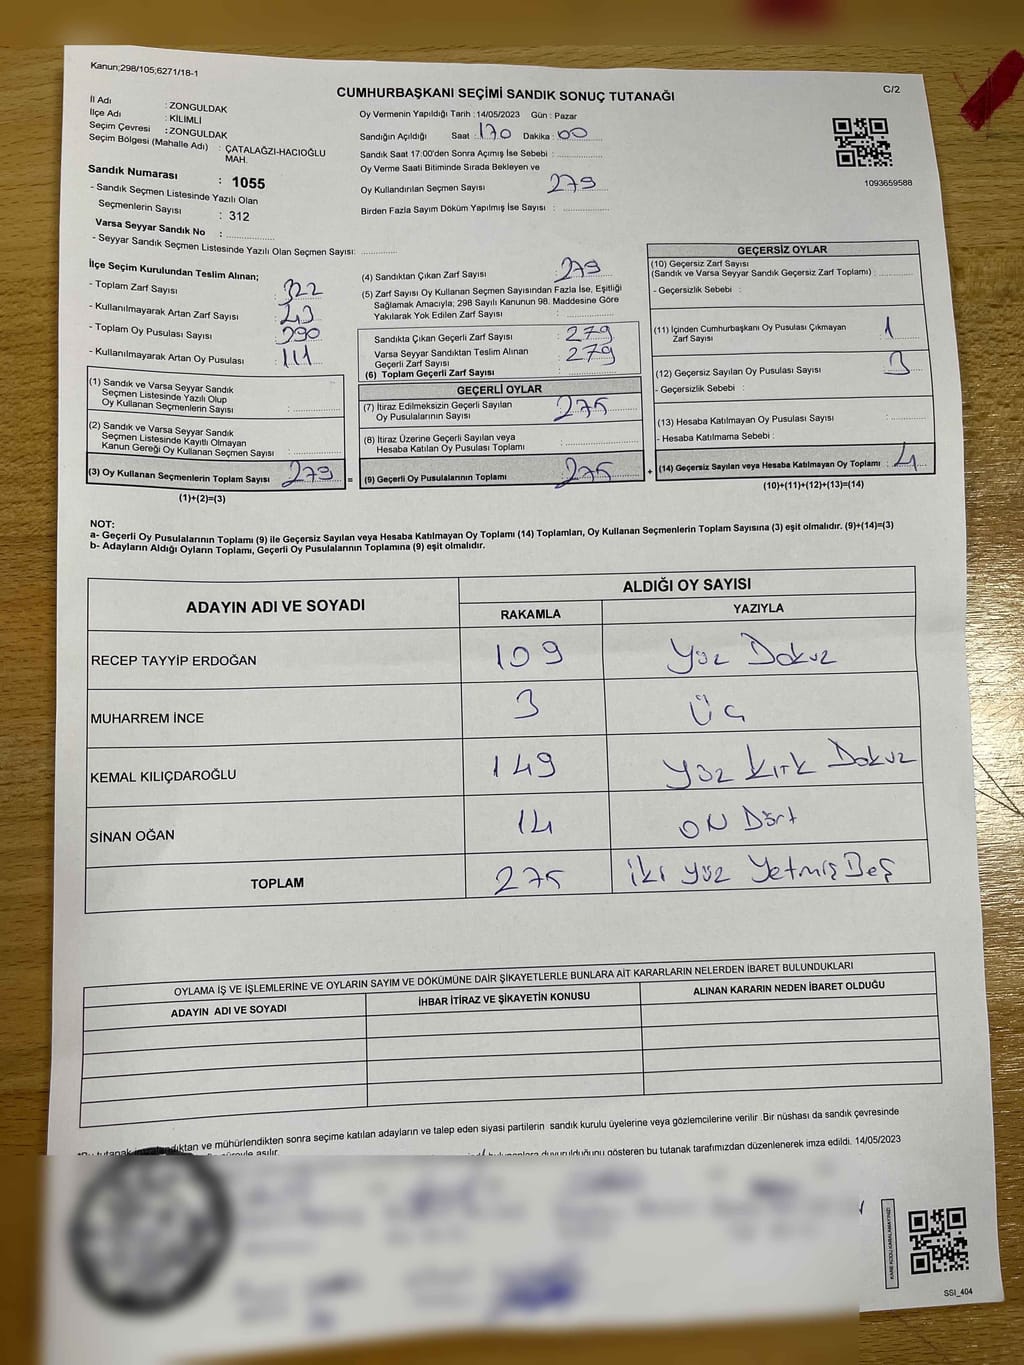 Kanun;298/105;6271/18-1
C/2
CUMHURBAŞKANI SEÇİMİ SANDIK SONUÇ TUTANAĞI
İl Adı : ZONGULDAK
İlçe Adı : KİLİMLİ
Seçim Çevresi : ZONGULDAK
Seçim Bölgesi (Mahalle Adı) : ÇATALAĞZI-HACIOĞLU MAH.
Sandık Numarası : 1055
- Sandık Seçmen Listesinde Yazılı Olan
Seçmenlerin Sayısı : 312
Varsa Seyyar Sandık No :
- Seyyar Sandık Seçmen Listesinde Yazılı Olan Seçmen Sayısı:
Oy Vermenin Yapıldığı Tarih : 14/05/2023 Gün : Pazar
Sandığın Açıldığı Saat : 170 Dakika : 00
Sandık Saat 17:00'den Sonra Açımış İse Sebebi :
Oy Verme Saati Bitiminde Sırada Bekleyen ve
Oy Kullandırılan Seçmen Sayısı 279
Birden Fazla Sayım Döküm Yapılmış İse Sayısı :
1093659588
İlçe Seçim Kurulundan Teslim Alınan;
- Toplam Zarf Sayısı : 322
- Kullanılmayarak Artan Zarf Sayısı : 43
- Toplam Oy Pusulası Sayısı : 390
- Kullanılmayarak Artan Oy Pusulası : 111
(1) Sandık ve Varsa Seyyar Sandık
Seçmen Listesinde Yazılı Olup
Oy Kullanan Seçmenlerin Sayısı :
(2) Sandık ve Varsa Seyyar Sandık
Seçmen Listesinde Kayıtlı Olmayan
Kanun Gereği Oy Kullanan Seçmen Sayısı :
(3) Oy Kullanan Seçmenlerin Toplam Sayısı : 279 =
(1)+(2)=(3)
(4) Sandıktan Çıkan Zarf Sayısı : 279
(5) Zarf Sayısı Oy Kullanan Seçmen Sayısından Fazla İse, Eşitliği
Sağlamak Amacıyla; 298 Sayılı Kanunun 98. Maddesine Göre
Yakılarak Yok Edilen Zarf Sayısı :
Sandıkta Çıkan Geçerli Zarf Sayısı : 279
Varsa Seyyar Sandıktan Teslim Alınan
Geçerli Zarf Sayısı : 279
(6) Toplam Geçerli Zarf Sayısı :
GEÇERLİ OYLAR
(7) İtiraz Edilmeksizin Geçerli Sayılan
Oy Pusulalarının Sayısı : 275
(8) İtiraz Üzerine Geçerli Sayılan veya
Hesaba Katılan Oy Pusulası Toplamı :
(9) Geçerli Oy Pusulalarının Toplamı : 275 +
GEÇERSİZ OYLAR
(10) Geçersiz Zarf Sayısı
(Sandık ve Varsa Seyyar Sandık Geçersiz Zarf Toplamı) :
- Geçersizlik Sebebi :
(11) İçinden Cumhurbaşkanı Oy Pusulası Çıkmayan
Zarf Sayısı : 1
(12) Geçersiz Sayılan Oy Pusulası Sayısı : 3
- Geçersizlik Sebebi :
(13) Hesaba Katılmayan Oy Pusulası Sayısı :
- Hesaba Katılmama Sebebi :
(14) Geçersiz Sayılan veya Hesaba Katılmayan Oy Toplamı : 4
(10)+(11)+(12)+(13)=(14)
NOT:
a- Geçerli Oy Pusulalarının Toplamı (9) ile Geçersiz Sayılan veya Hesaba Katılmayan Oy Toplamı (14) Toplamları, Oy Kullanan Seçmenlerin Toplam Sayısına (3) eşit olmalıdır. (9)+(14)=(3)
b- Adayların Aldığı Oyların Toplamı, Geçerli Oy Pusulalarının Toplamına (9) eşit olmalıdır.
ADAYIN ADI VE SOYADI
ALDIĞI OY SAYISI
RAKAMLA YAZIYLA
RECEP TAYYİP ERDOĞAN 109 Yüz Dokuz
MUHARREM İNCE 3 Üç
KEMAL KILIÇDAROĞLU 149 Yüz Kırk Dokuz
SİNAN OĞAN 14 ON Dört
TOPLAM 275 İki Yüz Yetmiş Beş
OYLAMA İŞ VE İŞLEMLERİNE VE OYLARIN SAYIM VE DÖKÜMÜNE DAİR ŞİKAYETLERLE BUNLARA AİT KARARLARIN NELERDEN İBARET BULUNDUKLARI
ADAYIN ADI VE SOYADI
İHBAR İTİRAZ VE ŞİKAYETİN KONUSU
ALINAN KARARIN NEDEN İBARET OLDUĞU
ve mühürlendikten sonra seçime katılan adayların ve talep eden siyasi partilerin sandık kurulu üyelerine veya gözlemcilerine verilir .Bir nüshası da sandık çevresinde
asılır. duyurulduğunu gösteren bu tutanak tarafımızdan düzenlenerek imza edildi. 14/05/2023
KARE KODU KARALAMAYINIZ!
SSI_404